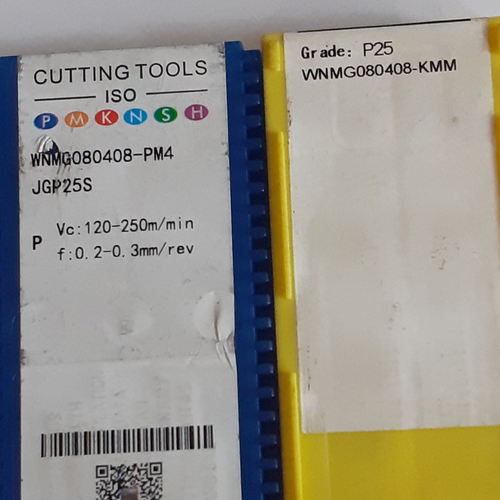 CUTTING TOOLS
ISO
P M K N S H
WNMG080408-PM4
JGP25S
P
Vc:120-250m/min
f:0.2-0.3mm/rev
Grade: P25
WNMG080408-KMM